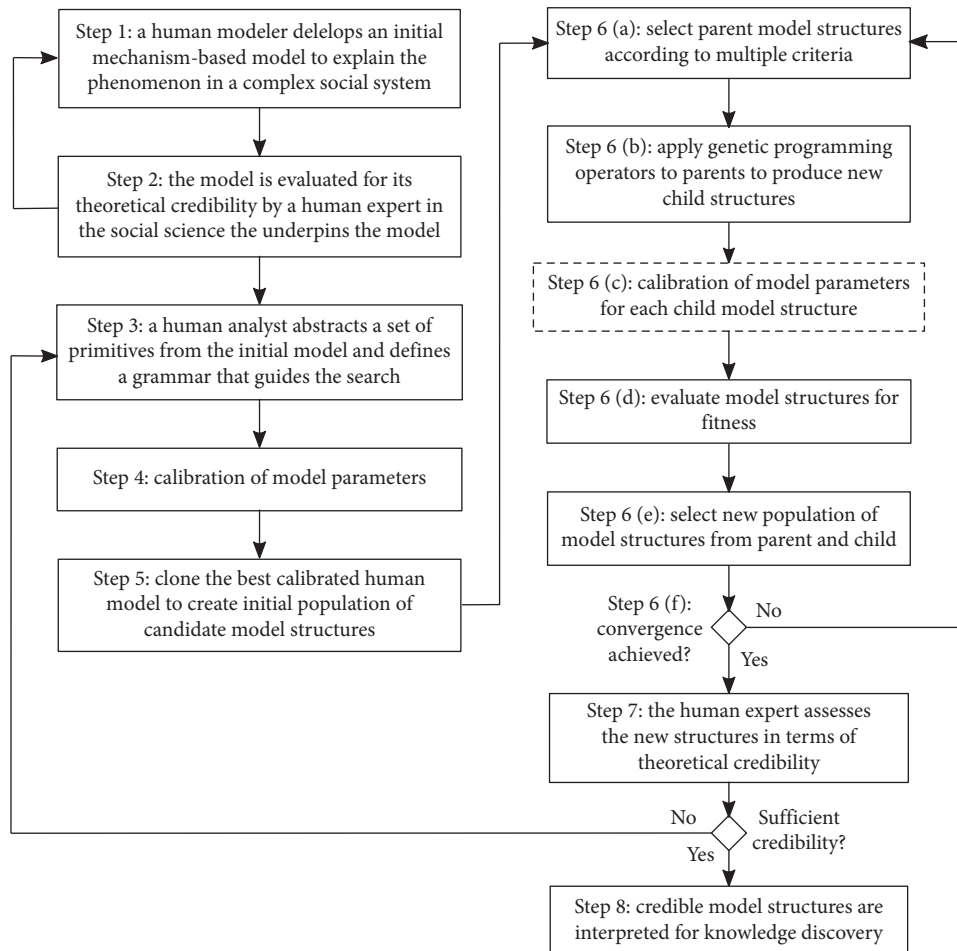 Step 1: a human modeler delelops an initial
mechanism-based model to explain the
phenomenon in a complex social system
Step 2: the model is evaluated for its
theoretical credibility by a human expert in
the social science the underpins the model
Step 3: a human analyst abstracts a set of
primitives from the initial model and defines
a grammar that guides the search
Step 4: calibration of model parameters
Step 5: clone the best calibrated human
model to create initial population of
candidate model structures
Step 6 (a): select parent model structures
according to multiple criteria
Step 6 (b): apply genetic programming
operators to parents to produce new
child structures
Step 6 (c): calibration of model parameters
for each child model structure
Step 6 (d): evaluate model structures for
fitness
Step 6 (e): select new population of
model structures from parent and child
Step 6 (f):
convergence
achieved?
No
Yes
Step 7: the human expert assesses
the new structures in terms of
theoretical credibility
No
Sufficient
credibility?
Yes
Step 8: credible model structures are
interpreted for knowledge discovery